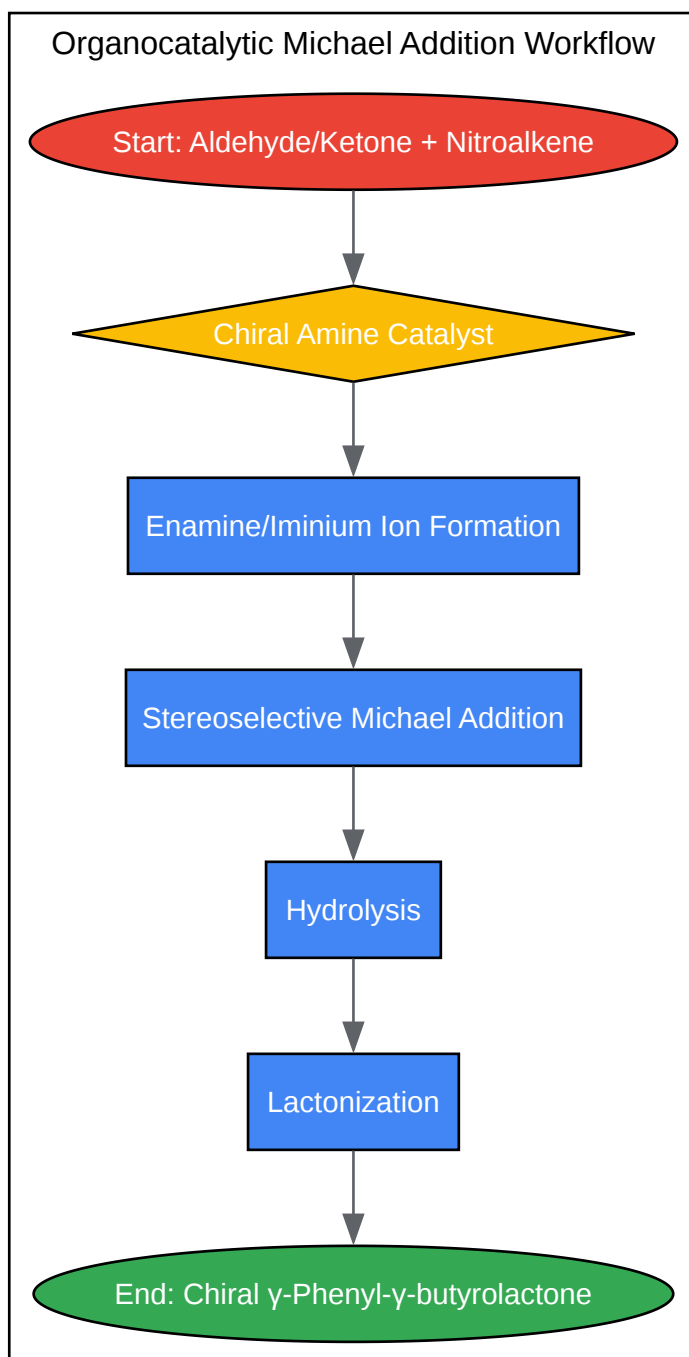 Organocatalytic Michael Addition Workflow
Start: Aldehyde/Ketone + Nitroalkene
Chiral Amine Catalyst
Enamine/Iminium Ion Formation
Stereoselective Michael Addition
Hydrolysis
Lactonization
End: Chiral γ-Phenyl-γ-butyrolactone